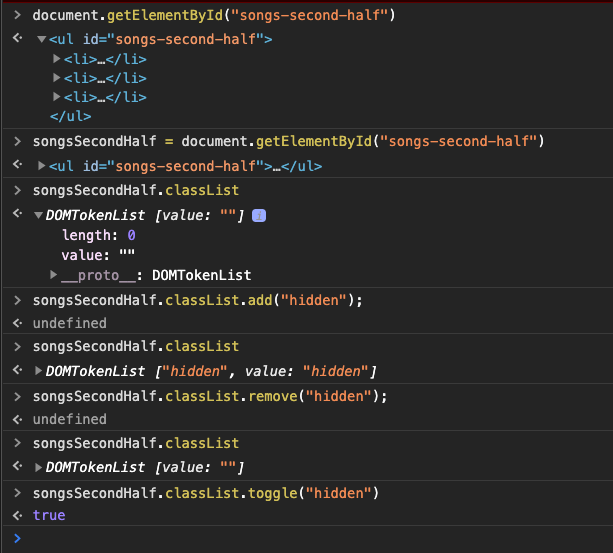 > document.getElementById("songs-second-half")
<· ▼<ul id="songs-second-half">
▶<li>…</li>
▶<li>…</li>
▶<li>…</li>
</ul>
> songsSecondHalf = document.getElementById("songs-second-half")
<· ▶<ul id="songs-second-half">…</ul>
> songsSecondHalf.classList
<· ▼DOMTokenList [value: ""] i
length: 0
value: ""
▶__proto__: DOMTokenList
> songsSecondHalf.classList.add("hidden");
<· undefined
> songsSecondHalf.classList
<· ▶DOMTokenList ["hidden", value: "hidden"]
> songsSecondHalf.classList.remove("hidden");
<· undefined
> songsSecondHalf.classList
<· ▶DOMTokenList [value: ""]
> songsSecondHalf.classList.toggle("hidden")
<· true
>